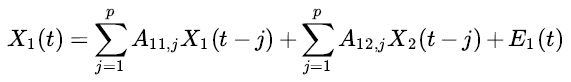 $X_1(t) = \sum_{j=1}^{p} A_{11,j} X_1(t-j) + \sum_{j=1}^{p} A_{12,j} X_2(t-j) + E_1(t)$